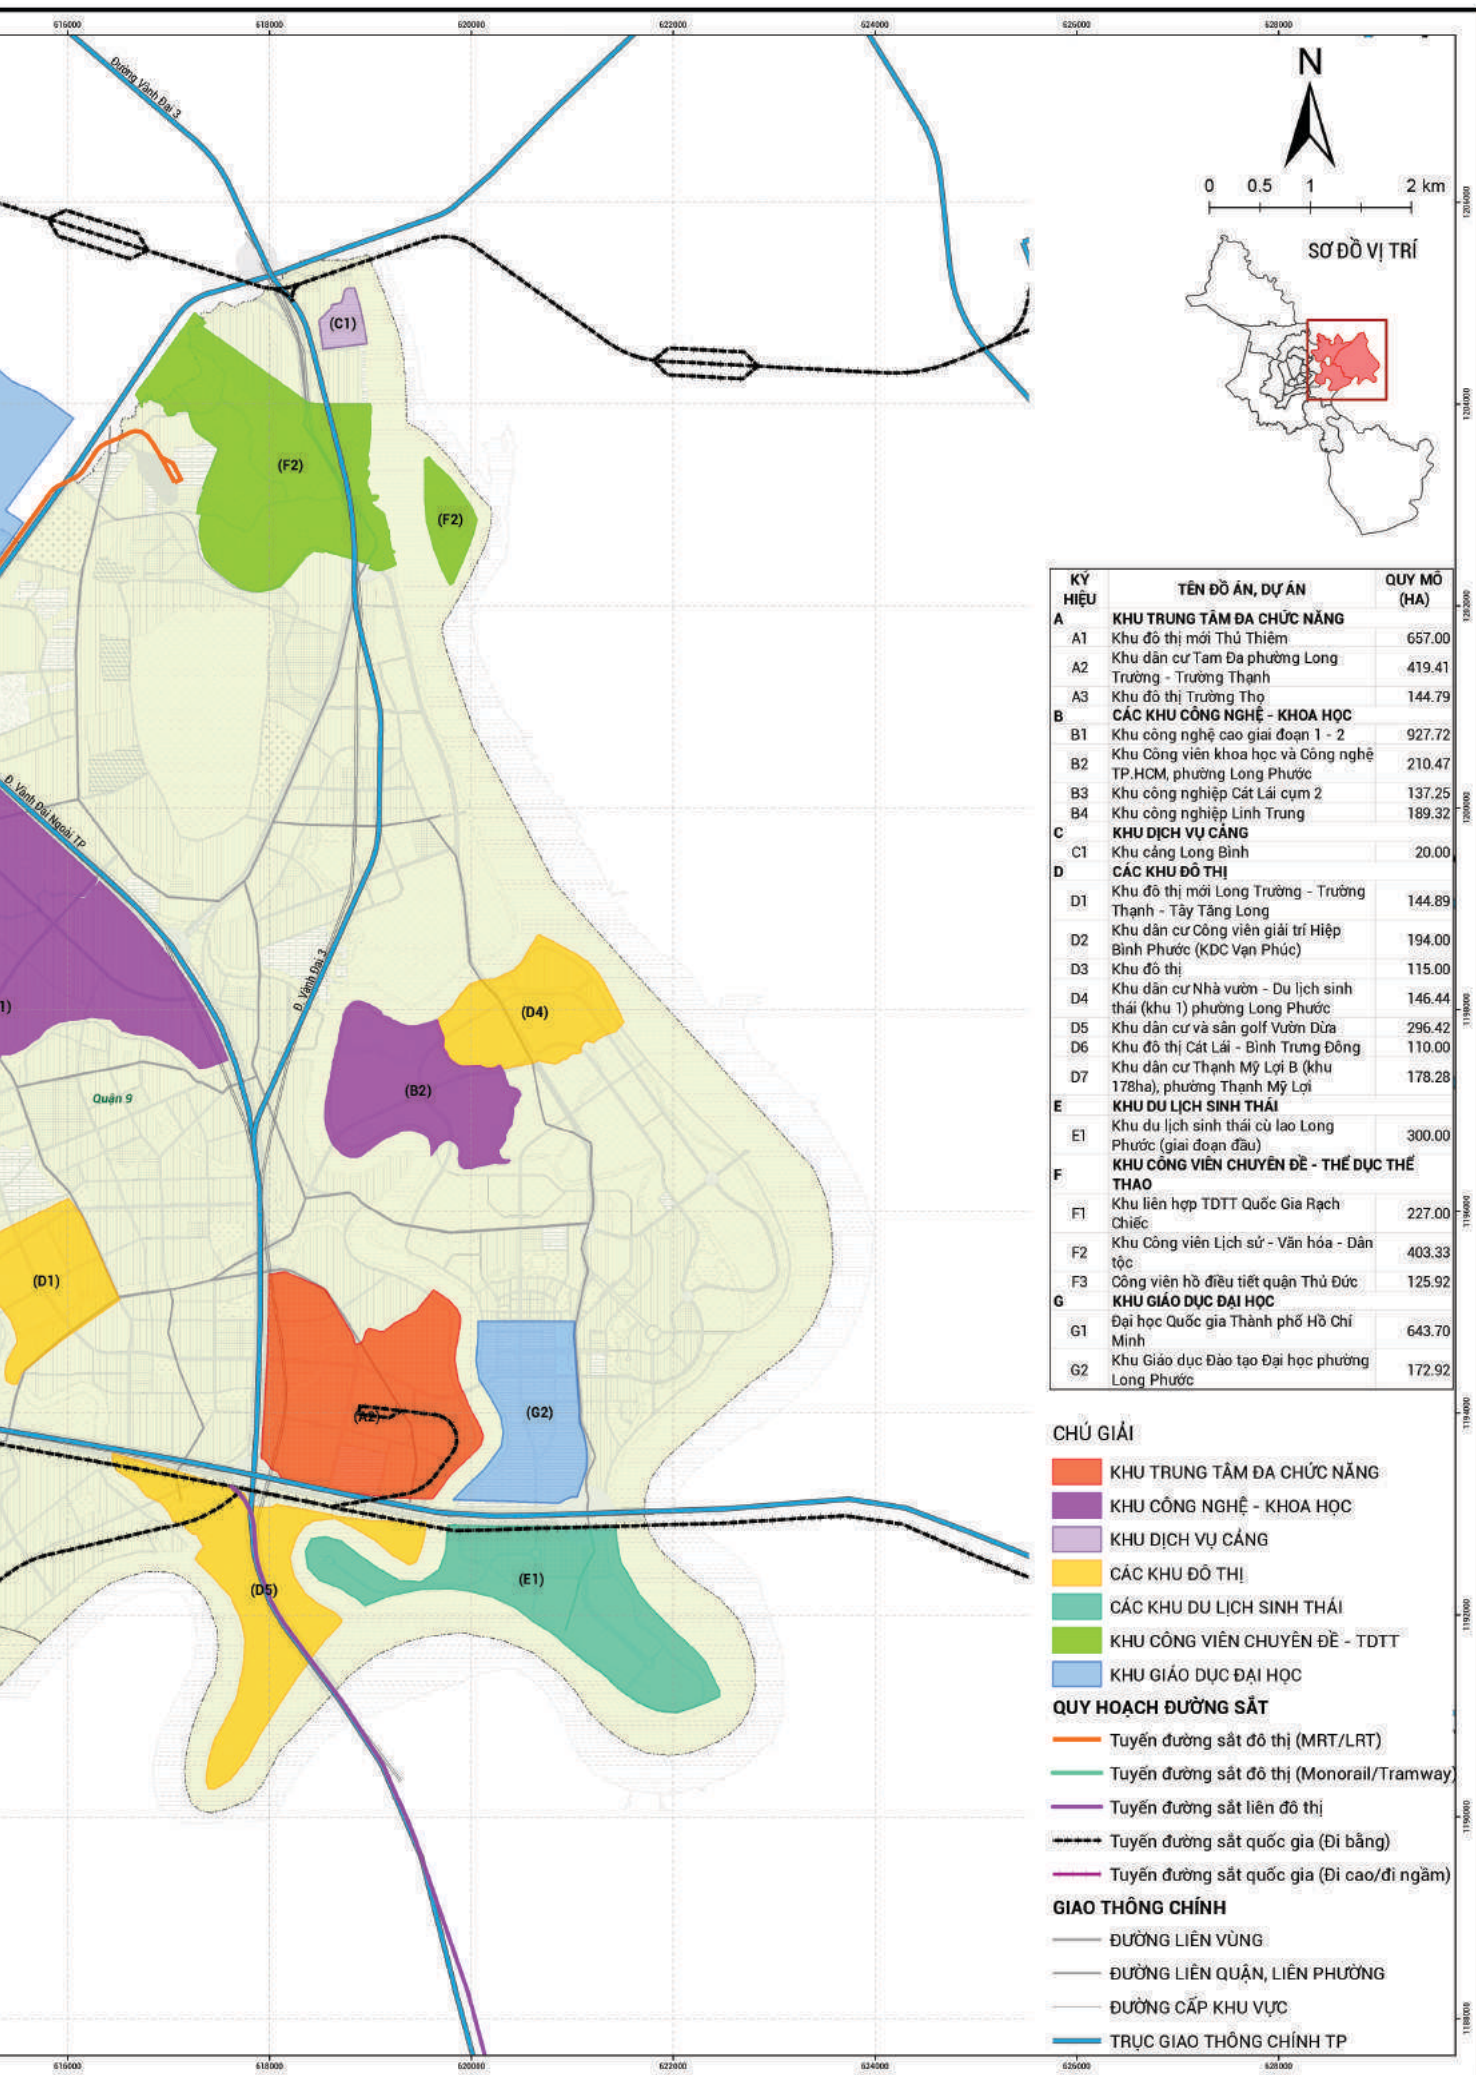 616000 618000 620000 622000 624000 626000 628000
Đường Vành Đai 3
N
0 0.5 1 2 km
SƠ ĐỒ VỊ TRÍ
1206000
1204000
1202000
1200000
1198000
1196000
1194000
1192000
1190000
1188000
(C1)
(F2)
(F2)
Đ. Vành Đai Ngoài TP
Đ. Vành Đai 3
1)
(D4)
(B2)
Quận 9
(D1)
(A2)
(G2)
(D5)
(E1)
KÝ HIỆU TÊN ĐỒ ÁN, DỰ ÁN QUY MÔ (HA)
A KHU TRUNG TÂM ĐA CHỨC NĂNG
A1 Khu đô thị mới Thủ Thiêm 657.00
A2 Khu dân cư Tam Đa phường Long
Trường - Trường Thạnh 419.41
A3 Khu đô thị Trường Thọ 144.79
B CÁC KHU CÔNG NGHỆ - KHOA HỌC
B1 Khu công nghệ cao giai đoạn 1 - 2 927.72
B2 Khu Công viên khoa học và Công nghệ
TP.HCM, phường Long Phước 210.47
B3 Khu công nghiệp Cát Lái cụm 2 137.25
B4 Khu công nghiệp Linh Trung 189.32
C KHU DỊCH VỤ CẢNG
C1 Khu cảng Long Bình 20.00
D CÁC KHU ĐÔ THỊ
D1 Khu đô thị mới Long Trường - Trường
Thạnh - Tây Tăng Long 144.89
D2 Khu dân cư Công viên giải trí Hiệp
Bình Phước (KDC Vạn Phúc) 194.00
D3 Khu đô thị 115.00
D4 Khu dân cư Nhà vườn - Du lịch sinh
thái (khu 1) phường Long Phước 146.44
D5 Khu dân cư và sân golf Vườn Dừa 296.42
D6 Khu đô thị Cát Lái - Bình Trưng Đông 110.00
D7 Khu dân cư Thạnh Mỹ Lợi B (khu
178ha), phường Thạnh Mỹ Lợi 178.28
E KHU DU LỊCH SINH THÁI
E1 Khu du lịch sinh thái cù lao Long
Phước (giai đoạn đầu) 300.00
F KHU CÔNG VIÊN CHUYÊN ĐỀ - THỂ DỤC THỂ
THAO
F1 Khu liên hợp TDTT Quốc Gia Rạch
Chiếc 227.00
F2 Khu Công viên Lịch sử - Văn hóa - Dân
tộc 403.33
F3 Công viên hồ điều tiết quận Thủ Đức 125.92
G KHU GIÁO DỤC ĐẠI HỌC
G1 Đại học Quốc gia Thành phố Hồ Chí
Minh 643.70
G2 Khu Giáo dục Đào tạo Đại học phường
Long Phước 172.92
CHÚ GIẢI
KHU TRUNG TÂM ĐA CHỨC NĂNG
KHU CÔNG NGHỆ - KHOA HỌC
KHU DỊCH VỤ CẢNG
CÁC KHU ĐÔ THỊ
CÁC KHU DU LỊCH SINH THÁI
KHU CÔNG VIÊN CHUYÊN ĐỀ - TDTT
KHU GIÁO DỤC ĐẠI HỌC
QUY HOẠCH ĐƯỜNG SẮT
Tuyến đường sắt đô thị (MRT/LRT)
Tuyến đường sắt đô thị (Monorail/Tramway)
Tuyến đường sắt liên đô thị
Tuyến đường sắt quốc gia (Đi bằng)
Tuyến đường sắt quốc gia (Đi cao/đi ngầm)
GIAO THÔNG CHÍNH
ĐƯỜNG LIÊN VÙNG
ĐƯỜNG LIÊN QUẬN, LIÊN PHƯỜNG
ĐƯỜNG CẤP KHU VỰC
TRỤC GIAO THÔNG CHÍNH TP
616000 618000 620000 622000 624000 626000 628000